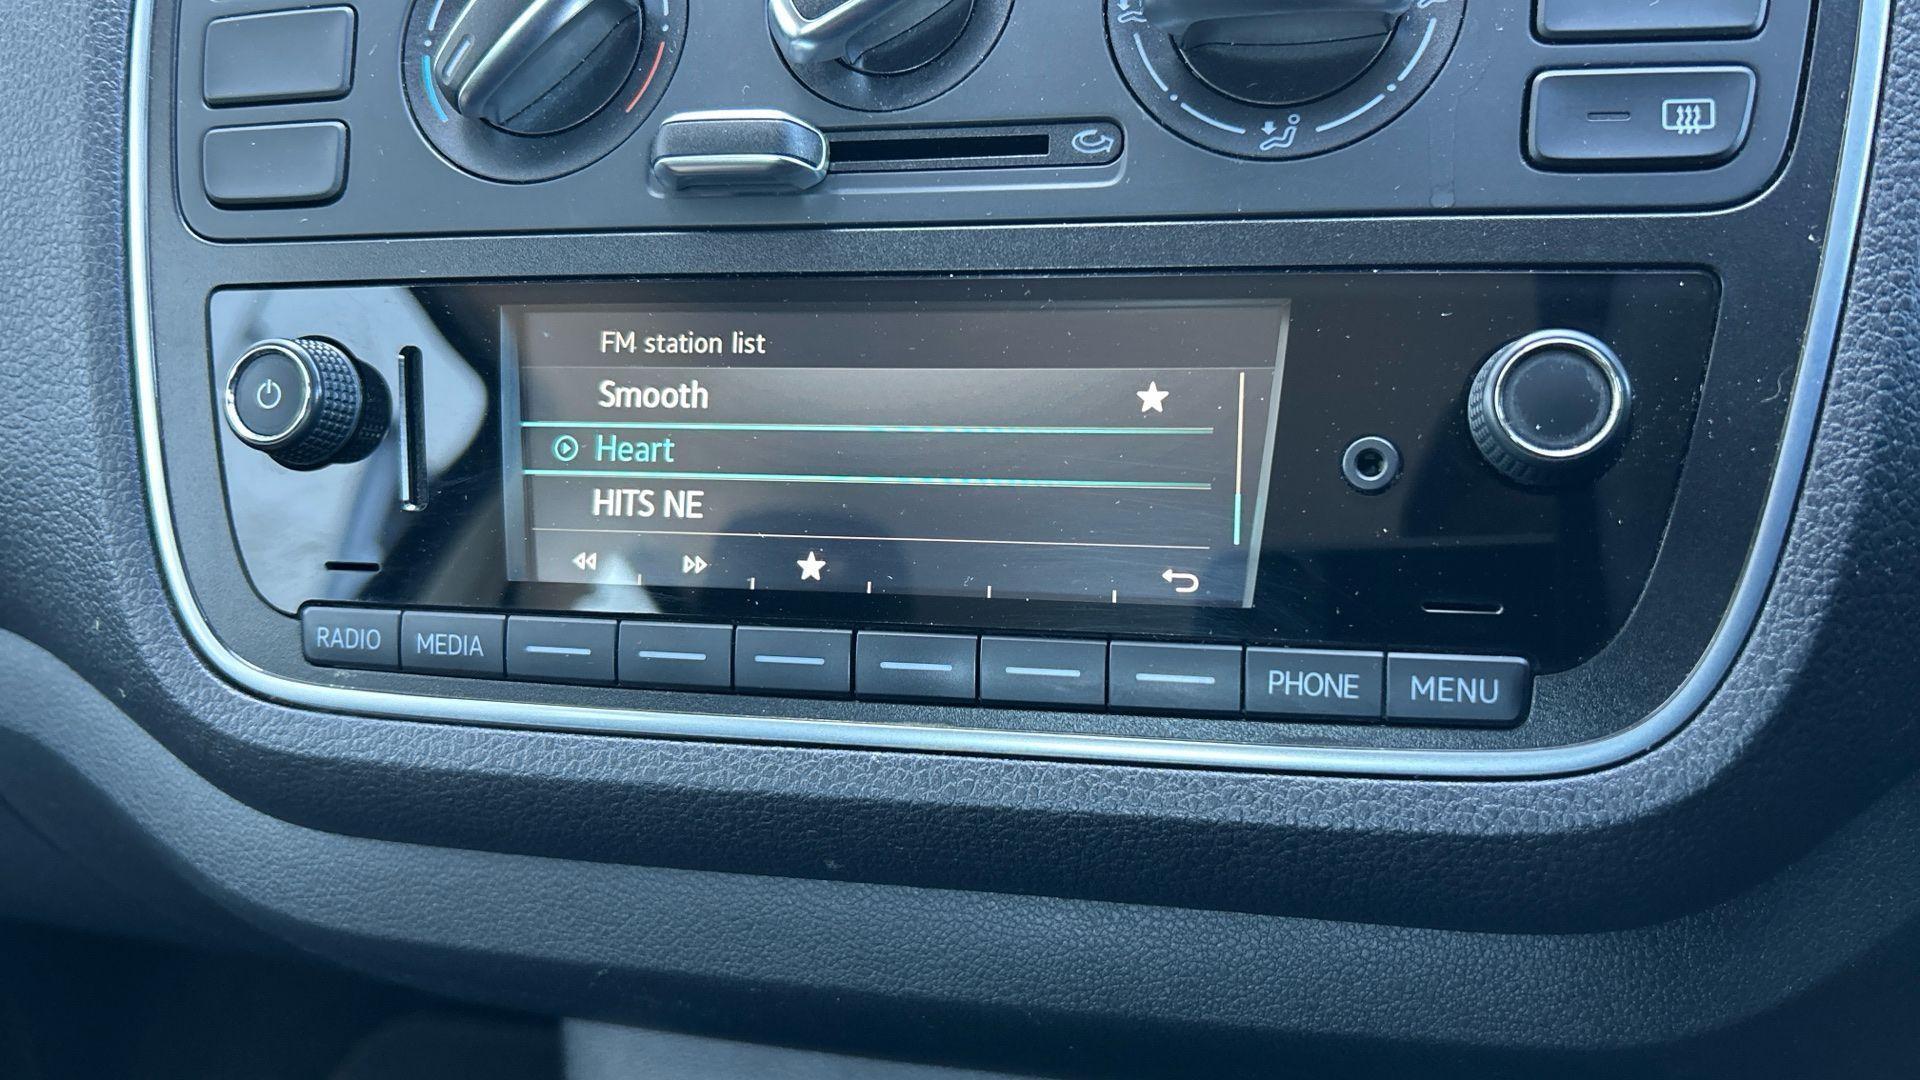 FM station list
Smooth
Heart
HITS NE
RADIO MEDIA PHONE MENU